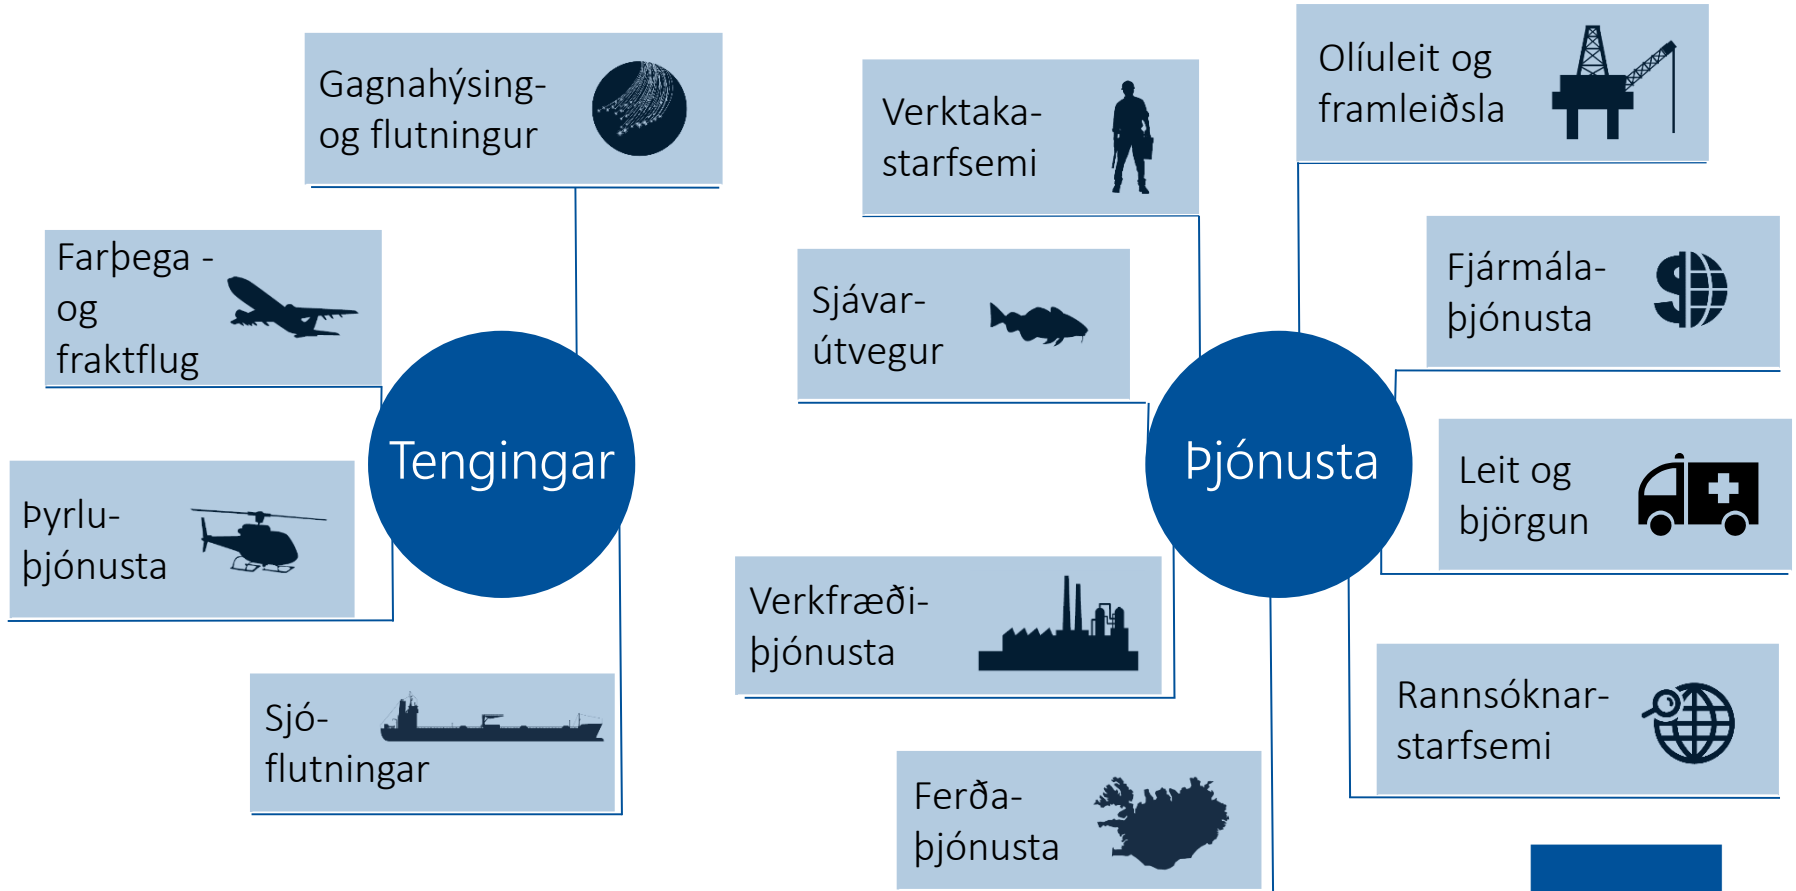 Gagnahýsing-
og flutningur
Farþega -
og
fraktflug
Tengingar
Þyrlu-
þjónusta
Sjó-
flutningar
Verktaka-
starfsemi
Olíuleit og
framleiðsla
Sjávar-
útvegur
Fjármála-
þjónusta
Þjónusta
Leit og
björgun
Verkfræði-
þjónusta
Rannsóknar-
starfsemi
Ferða-
þjónusta